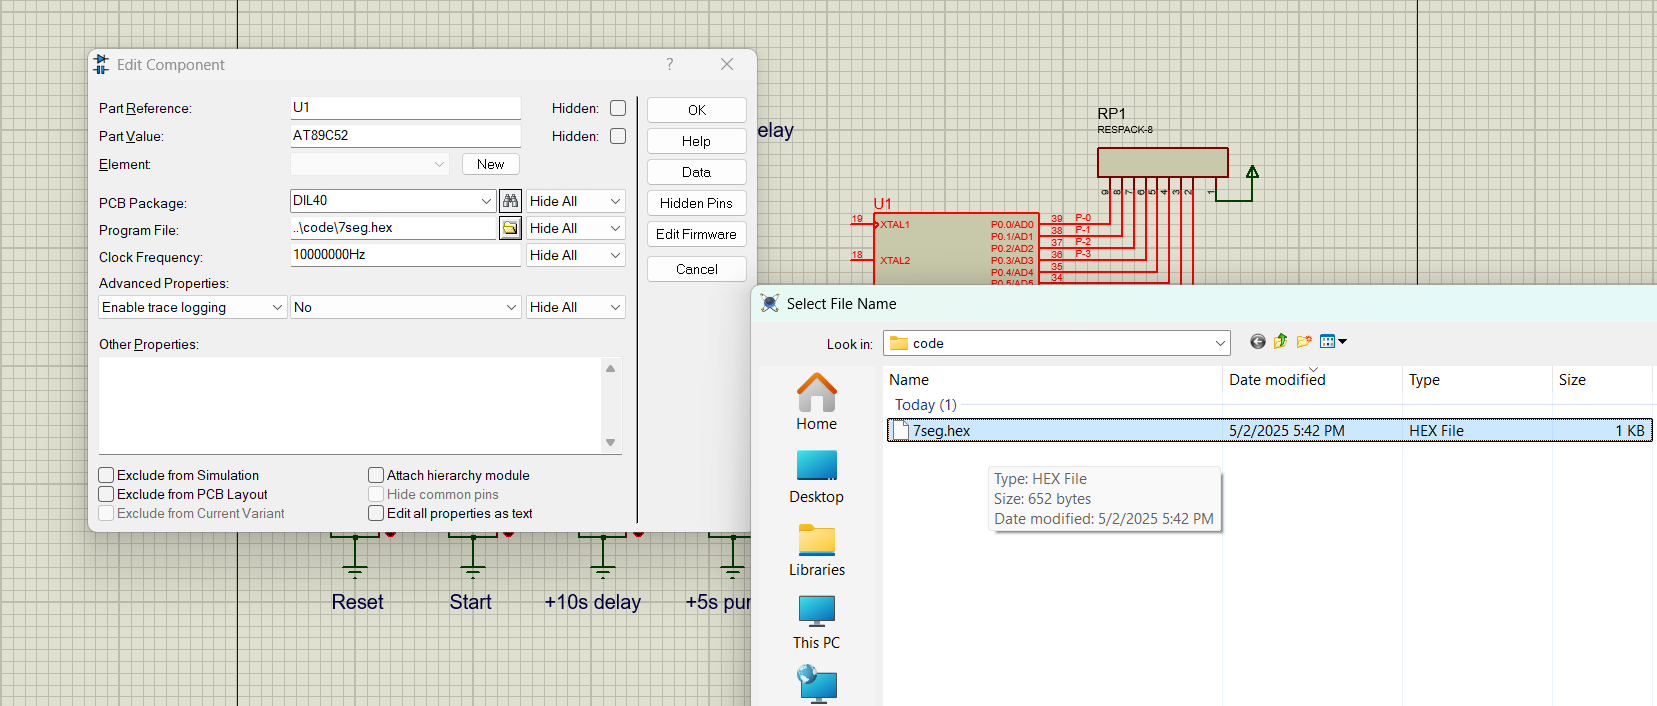 Edit Component
?
Part Reference: U1 Hidden:
Part Value: AT89C52 Hidden:
Element: New
PCB Package: DIL40 Hide All
Program File: ..\code\7seg.hex Hide All
Clock Frequency: 10000000Hz Hide All
Advanced Properties:
Enable trace logging No Hide All
Other Properties:
Exclude from Simulation
Exclude from PCB Layout
Exclude from Current Variant
Attach hierarchy module
Hide common pins
Edit all properties as text
OK
Help
Data
Hidden Pins
Edit Firmware
Cancel
elay
RP1
RESPACK-8
9 8 7 6 5 4 3 2 1
U1
19 XTAL1
18 XTAL2
P0.0/AD0 39 P-0
P0.1/AD1 38 P-1
P0.2/AD2 37 P-2
P0.3/AD3 36 P-3
P0.4/AD4 35
P0.5/AD5 34
Select File Name
Look in: code
Name Date modified Type Size
Today (1)
7seg.hex 5/2/2025 5:42 PM HEX File 1 KB
Type: HEX File
Size: 652 bytes
Date modified: 5/2/2025 5:42 PM
Home
Desktop
Libraries
This PC
Reset
Start
+10s delay
+5s pu